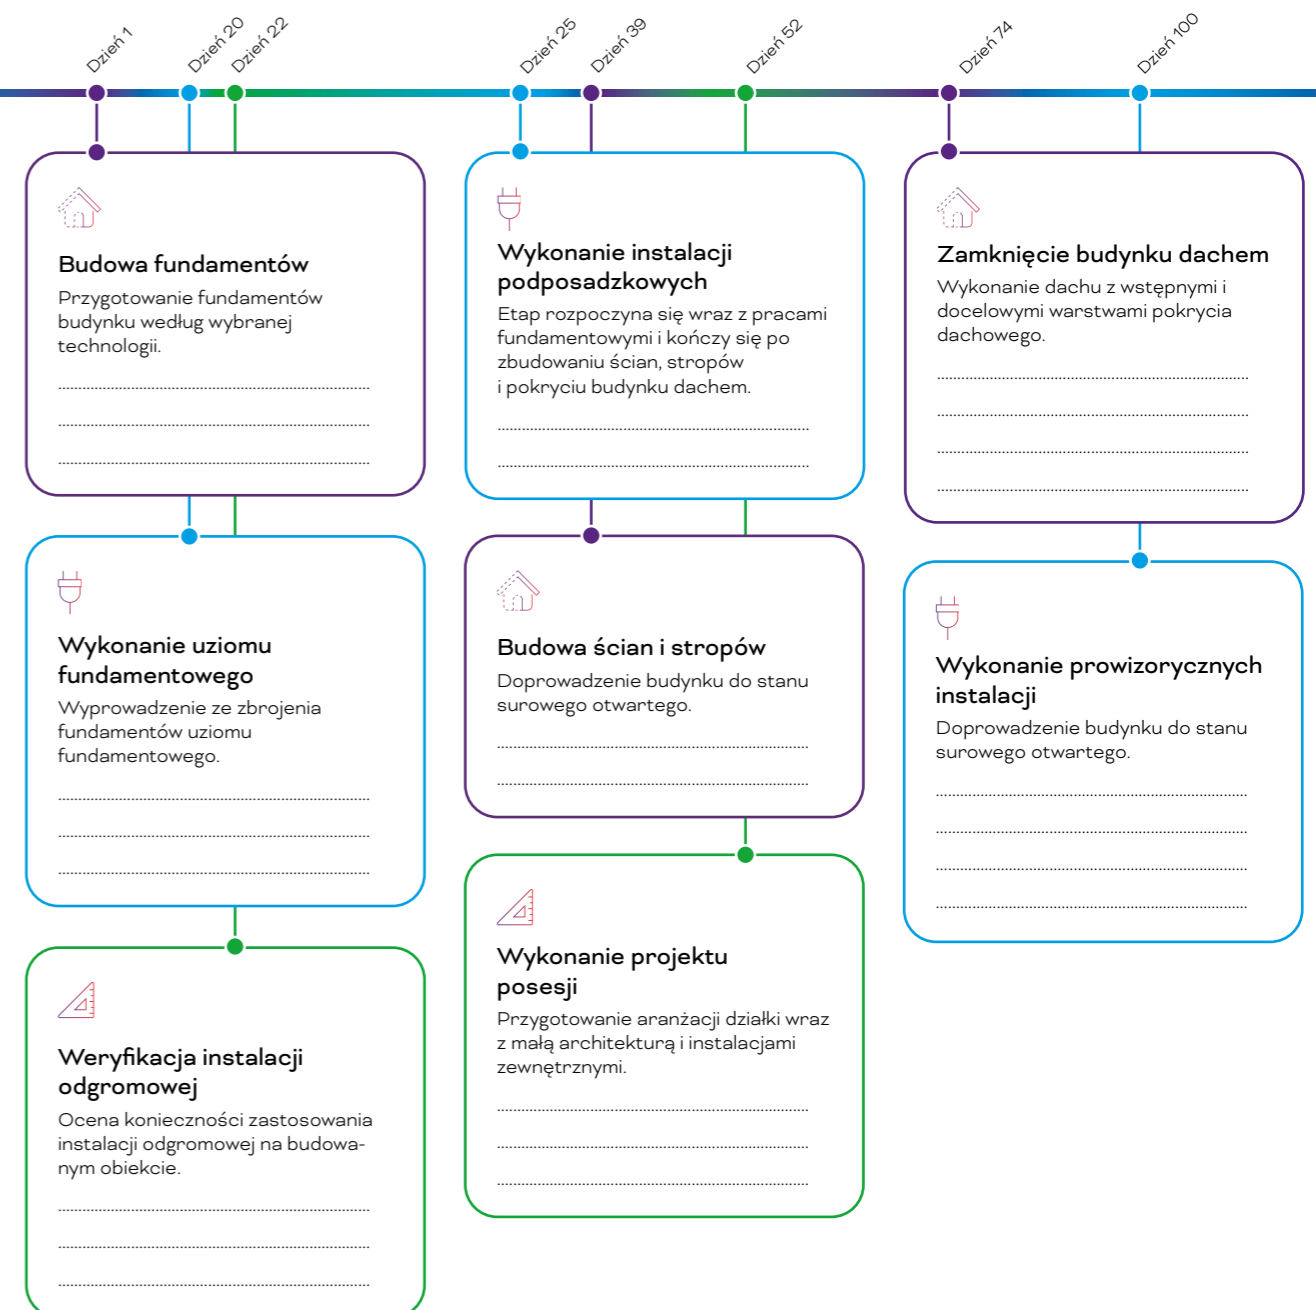 Dzień 1
Dzień 20
Dzień 22
Dzień 25
Dzień 39
Dzień 52
Dzień 74
Dzień 100
Budowa fundamentów
Przygotowanie fundamentów
budynku według wybranej
technologii.
Wykonanie uziomu
fundamentowego
Wyprowadzenie ze zbrojenia
fundamentów uziomu
fundamentowego.
Weryfikacja instalacji
odgromowej
Ocena konieczności zastosowania
instalacji odgromowej na budowa-
nym obiekcie.
Wykonanie instalacji
podposadzkowych
Etap rozpoczyna się wraz z pracami
fundamentowymi i kończy się po
zbudowaniu ścian, stropów
i pokryciu budynku dachem.
Budowa ścian i stropów
Doprowadzenie budynku do stanu
surowego otwartego.
Wykonanie projektu
posesji
Przygotowanie aranżacji działki wraz
z małą architekturą i instalacjami
zewnętrznymi.
Zamknięcie budynku dachem
Wykonanie dachu z wstępnymi i
docelowymi warstwami pokrycia
dachowego.
Wykonanie prowizorycznych
instalacji
Doprowadzenie budynku do stanu
surowego otwartego.